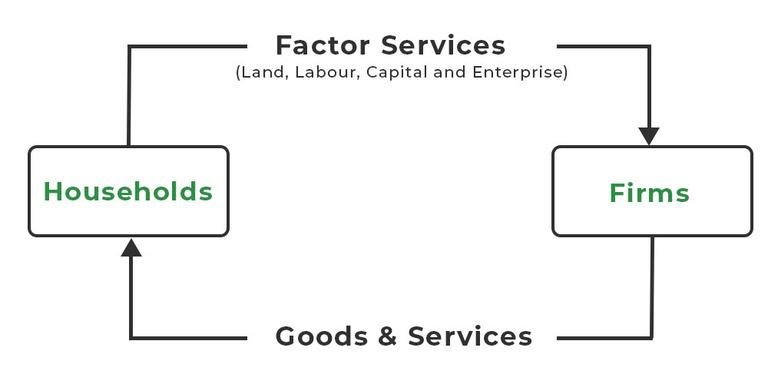 Factor Services
(Land, Labour, Capital and Enterprise)
Households
Firms
Goods & Services